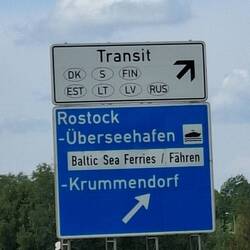 Transit
DK S FIN
EST LT LV RUS
Rostock
-Überseehafen
Baltic Sea Ferries / Fähren
-Krummendorf